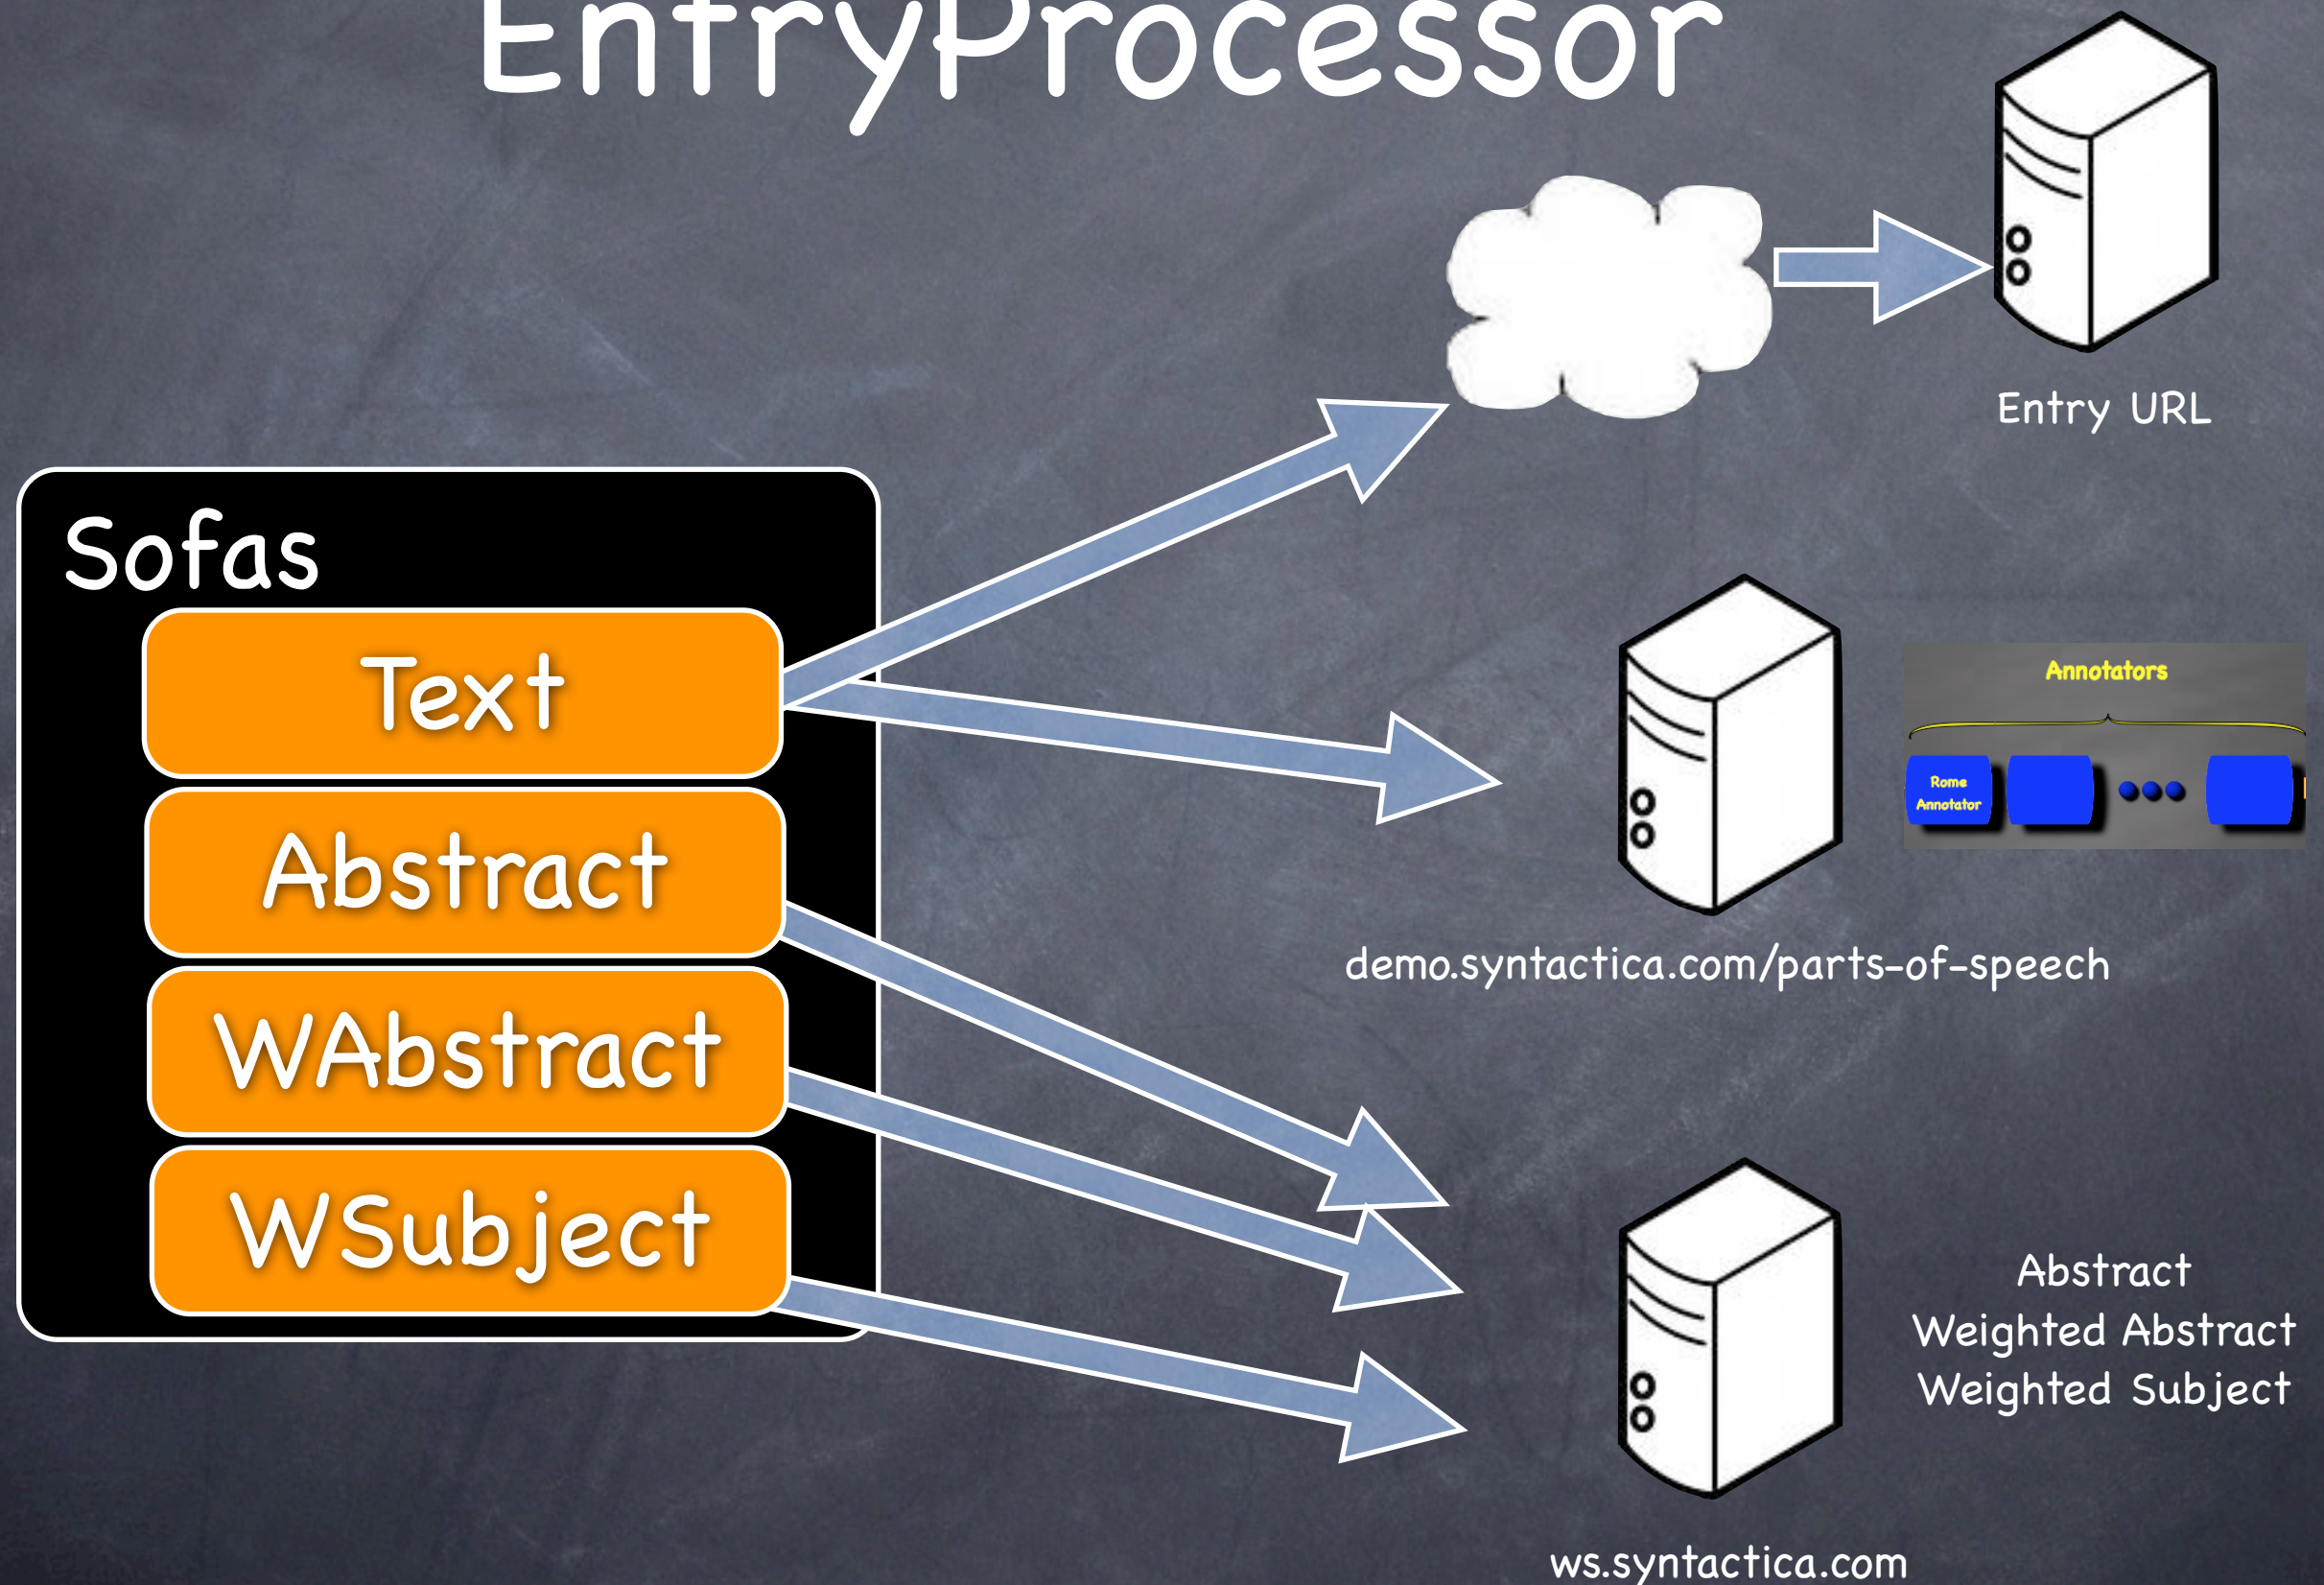 EntryProcessor
Entry URL
Sofas
Text
Abstract
WAbstract
WSubject
Annotators
Rome
Annotator
demo.syntactica.com/parts-of-speech
Abstract
Weighted Abstract
Weighted Subject
ws.syntactica.com